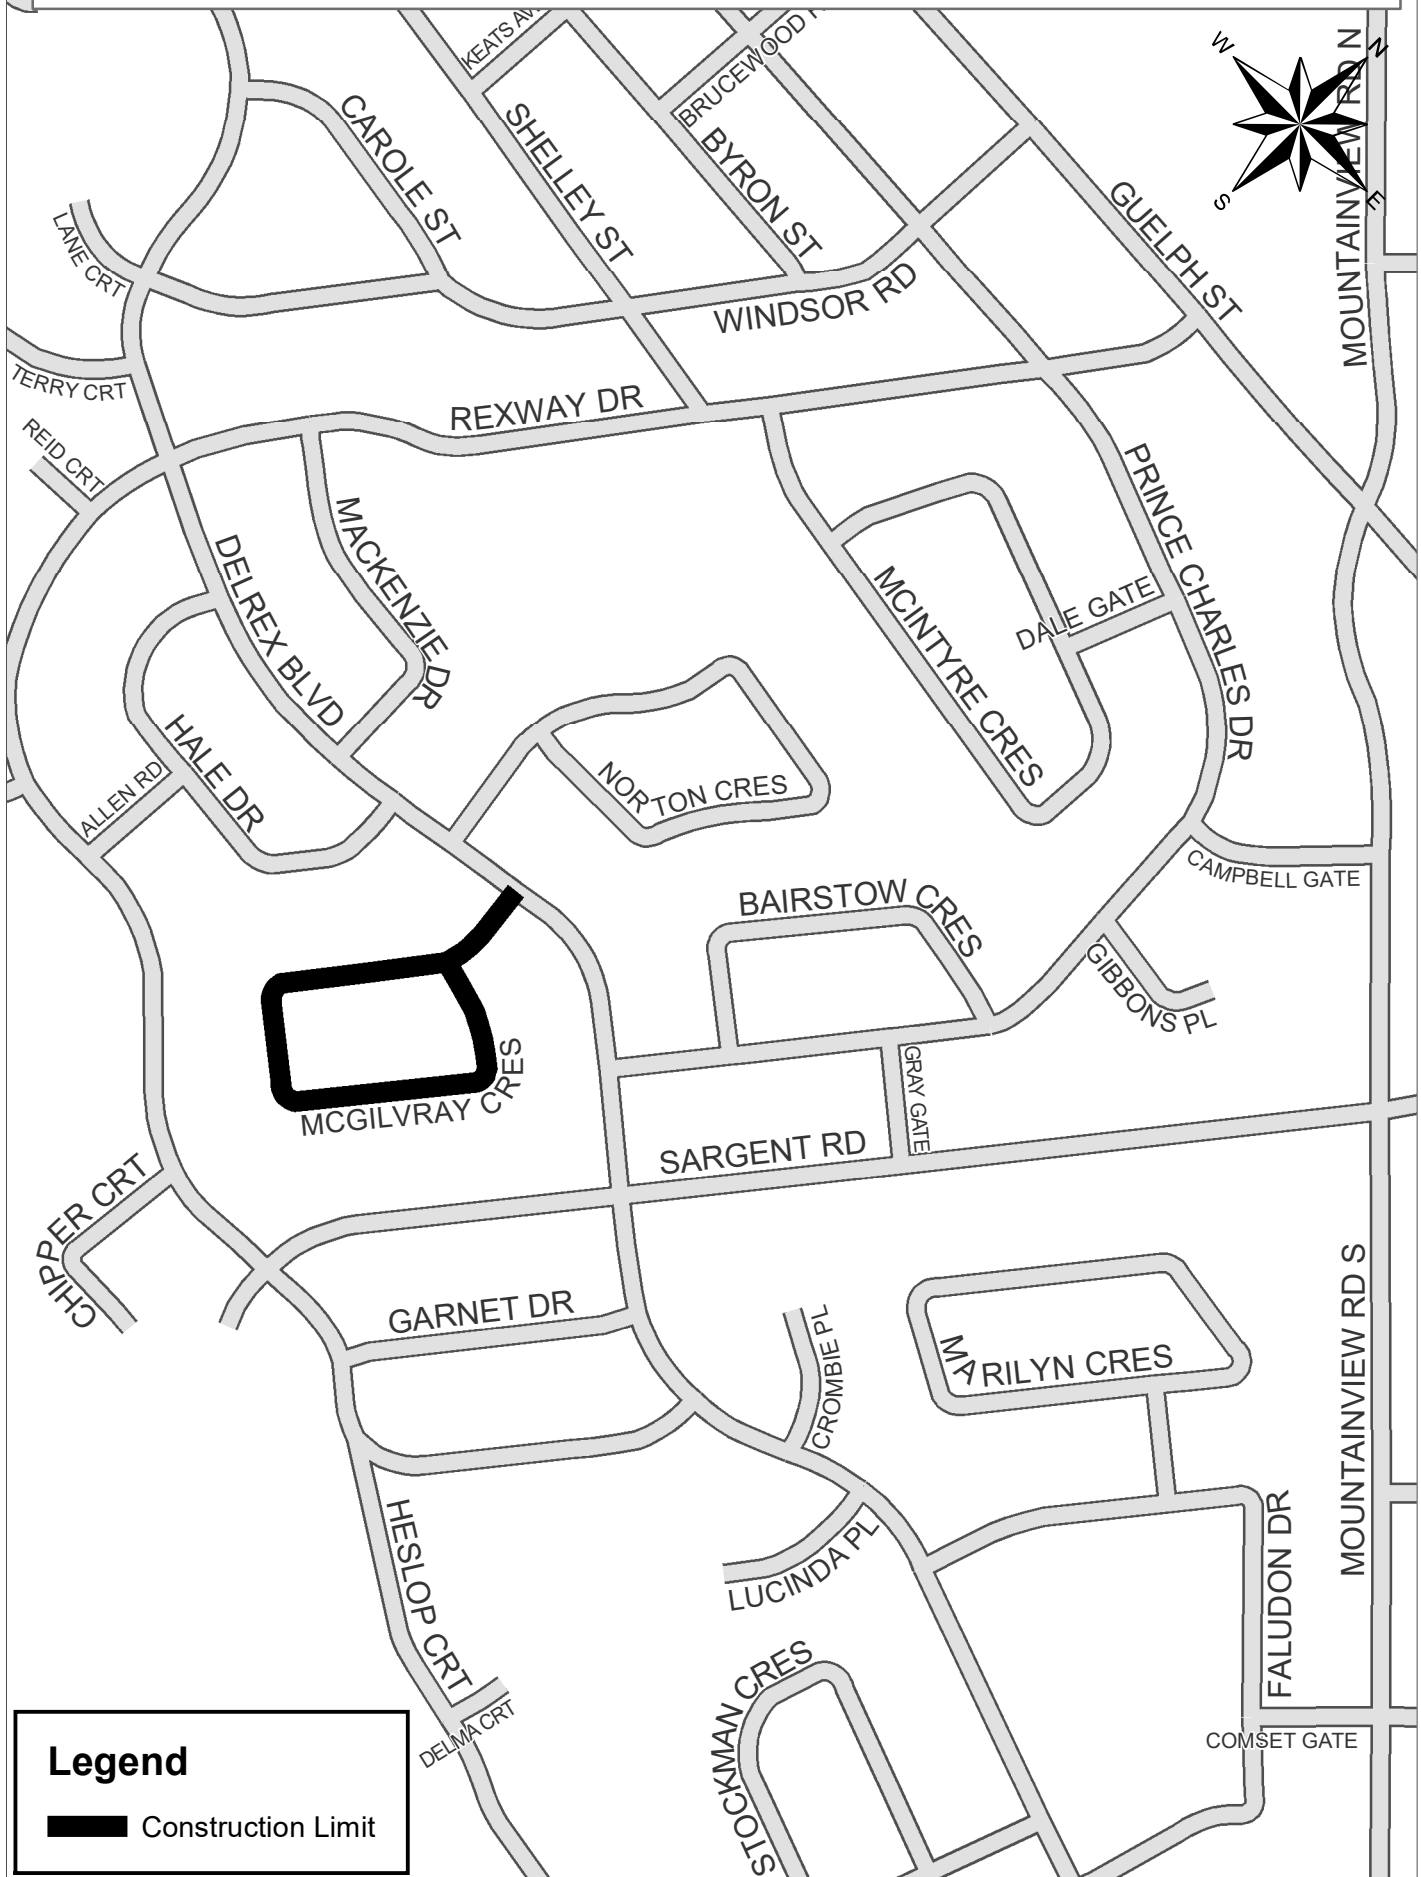 KEATS AV
BRUCEWOOD
W
N
S
E
MOUNTAINVIEW RD N
CAROLE ST
SHELLEY ST
BYRON ST
GUELPH ST
LANE CRT
WINDSOR RD
TERRY CRT
REXWAY DR
REID CRT
MACKENZIE DR
DELREX BLVD
PRINCE CHARLES DR
MCINTYRE CRES
DALE GATE
HALE DR
ALLEN RD
NORTON CRES
CAMPBELL GATE
BAIRSTOW CRES
GIBBONS PL
MCGILVRAY CRES
GRAY GATE
SARGENT RD
CHIPPER CRT
GARNET DR
CROMBIE PL
MARILYN CRES
MOUNTAINVIEW RD S
HESLOP CRT
LUCINDA PL
FALUDON DR
STOCKMAN CRES
DELMA CRT
COMSET GATE
Legend
Construction Limit